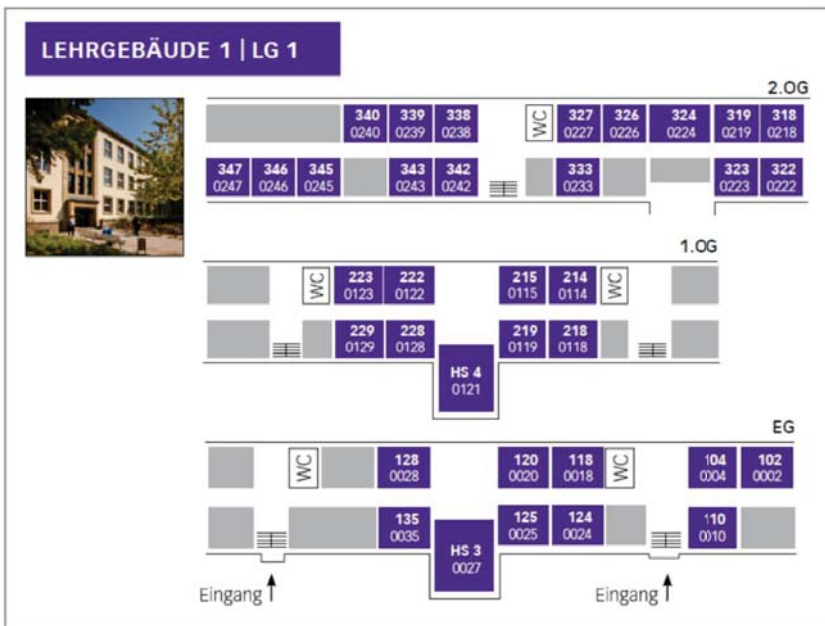 LEHRGEBÄUDE 1 | LG 1
2.OG
340 339 338 WC 327 326 324 319 318
0240 0239 0238 0227 0226 0224 0219 0218
347 346 345 343 342 333 323 322
0247 0246 0245 0243 0242 0233 0223 0222
1.OG
WC 223 222 215 214 WC
0123 0122 0115 0114
229 228 219 218
0129 0128 0119 0118
HS 4
0121
EG
WC 128 120 118 WC 104 102
0028 0020 0018 0004 0002
135 125 124 110
0035 0025 0024 0010
HS 3
0027
Eingang Eingang